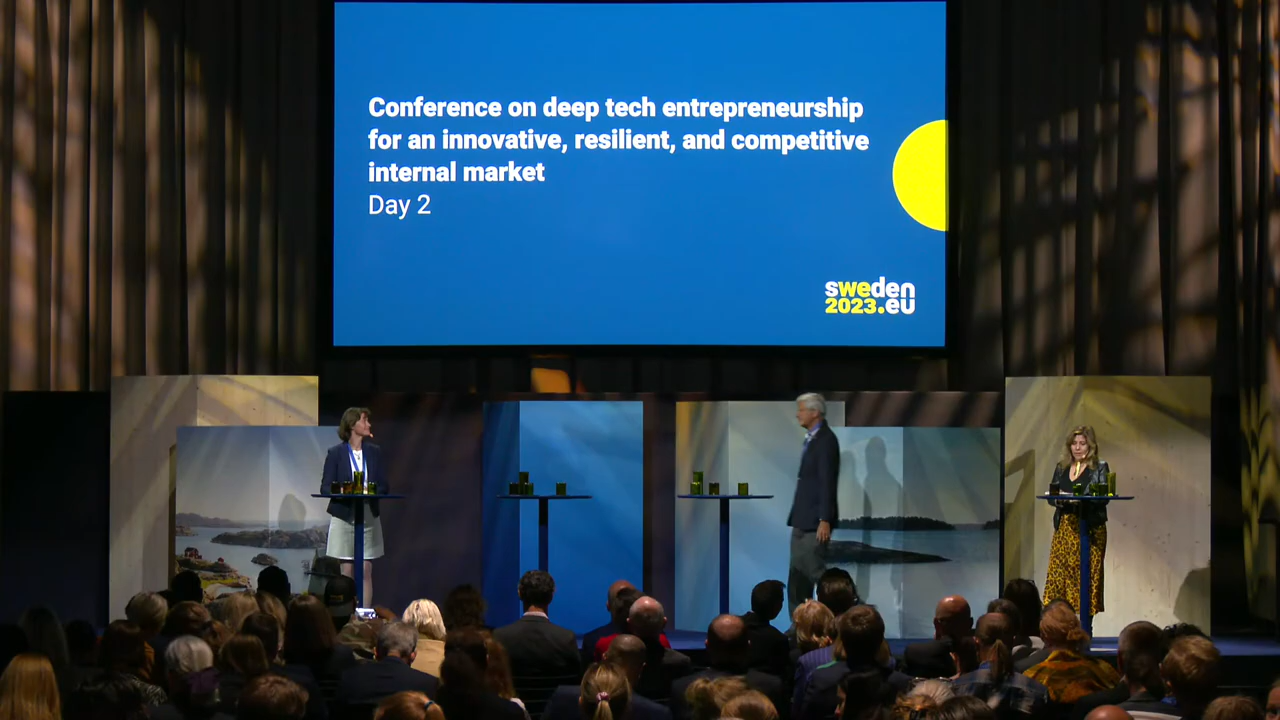 Conference on deep tech entrepreneurship
for an innovative, resilient, and competitive
internal market
Day 2
sweden
2023.eu